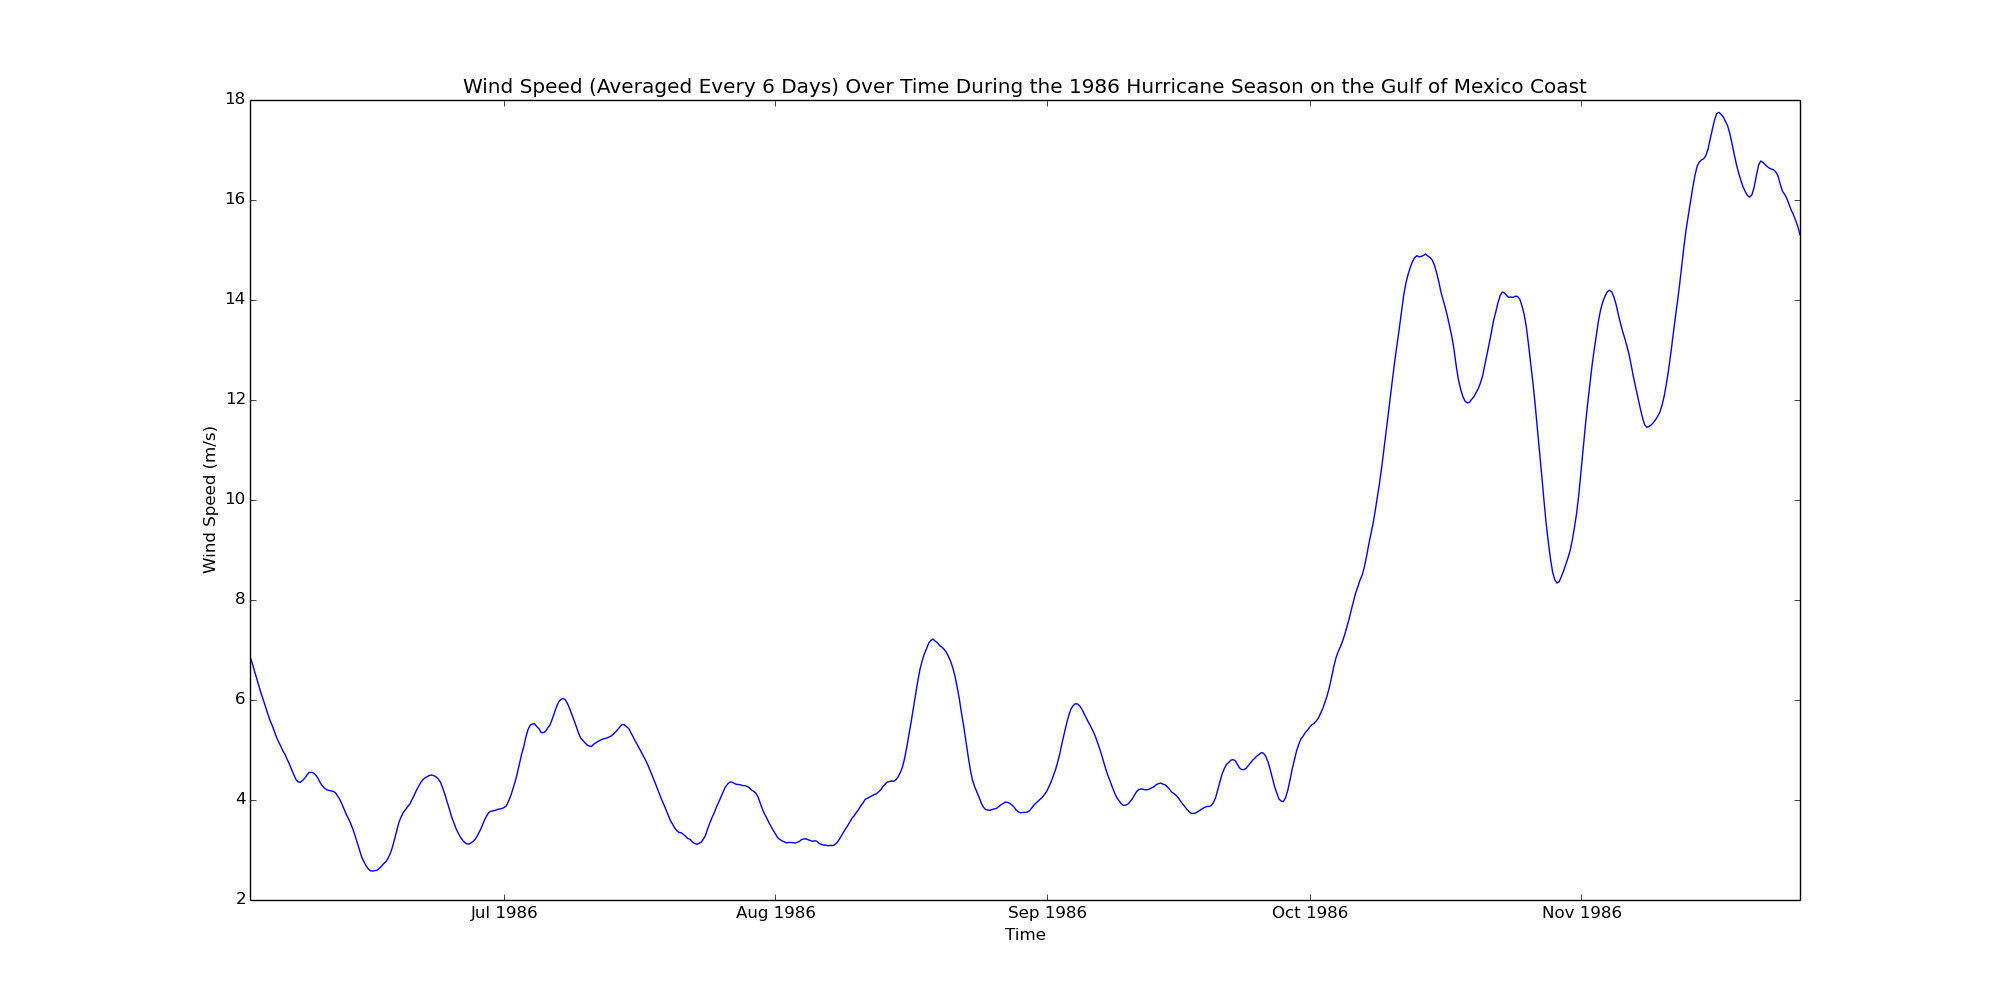 Wind Speed (Averaged Every 6 Days) Over Time During the 1986 Hurricane Season on the Gulf of Mexico Coast
18
16
14
12
10
8
6
4
2
Wind Speed (m/s)
Jul 1986 Aug 1986 Sep 1986 Oct 1986 Nov 1986
Time